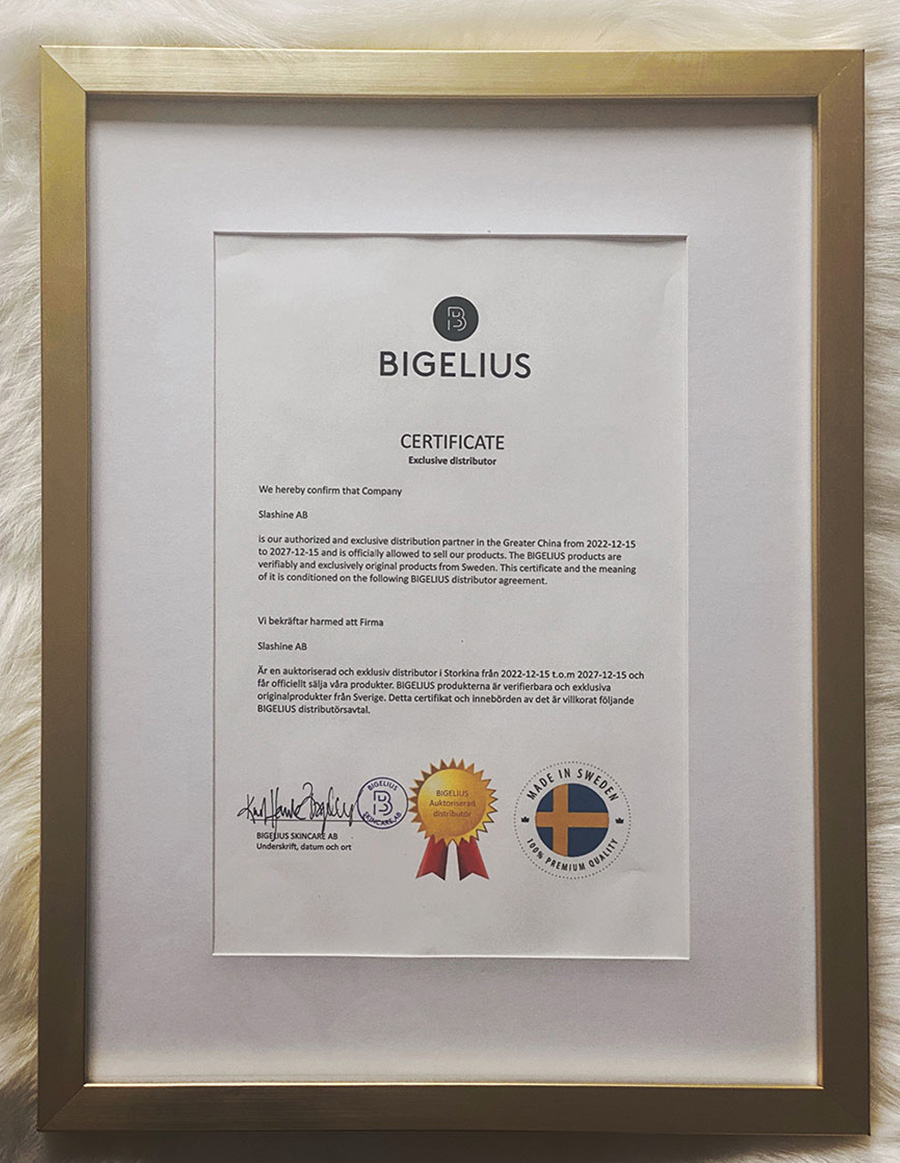 B
BIGELIUS
CERTIFICATE
Exclusive distributor
We hereby confirm that Company
Slashine AB
is our authorized and exclusive distribution partner in the Greater China from 2022-12-15
to 2027-12-15 and is officially allowed to sell our products. The BIGELIUS products are
verifiably and exclusively original products from Sweden. This certificate and the meaning
of it is conditioned on the following BIGELIUS distributor agreement.
Vi bekräftar härmed att Firma
Slashine AB
Är en auktoriserad och exklusiv distributor i Storkina från 2022-12-15 t.o.m 2027-12-15 och
får officiellt sälja våra produkter. BIGELIUS produkterna är verifierbara och exklusiva
originalprodukter från Sverige. Detta certifikat och innebörden av det är villkorat följande
BIGELIUS distributörsavtal.
BIGELIUS
B
SKINCARE AB
BIGELIUS SKINCARE AB
Underskrift, datum och ort
BIGELIUS
Auktoriserad
distributör
MADE IN SWEDEN
100% PREMIUM QUALITY